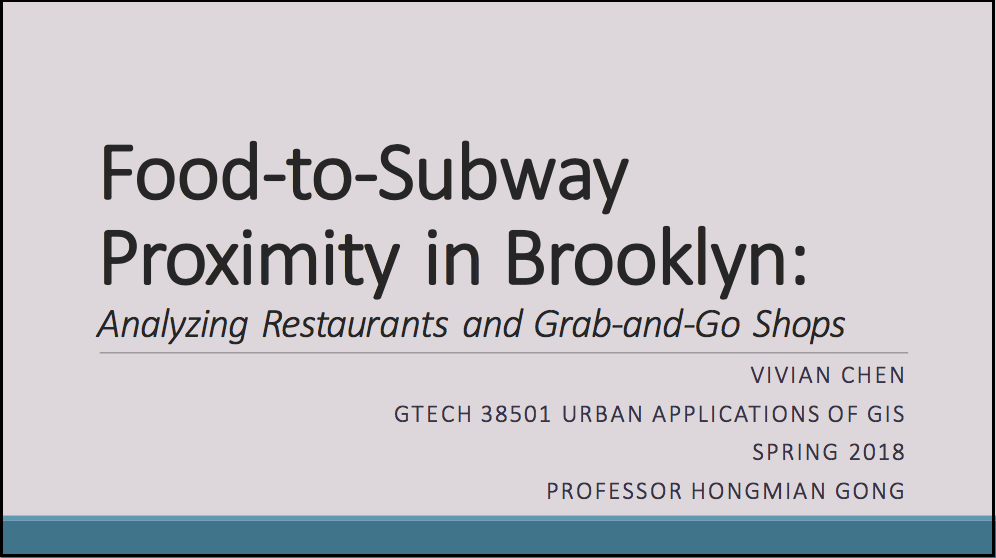 Food-to-Subway
Proximity in Brooklyn:
Analyzing Restaurants and Grab-and-Go Shops
VIVIAN CHEN
GTECH 38501 URBAN APPLICATIONS OF GIS
SPRING 2018
PROFESSOR HONGMIAN GONG